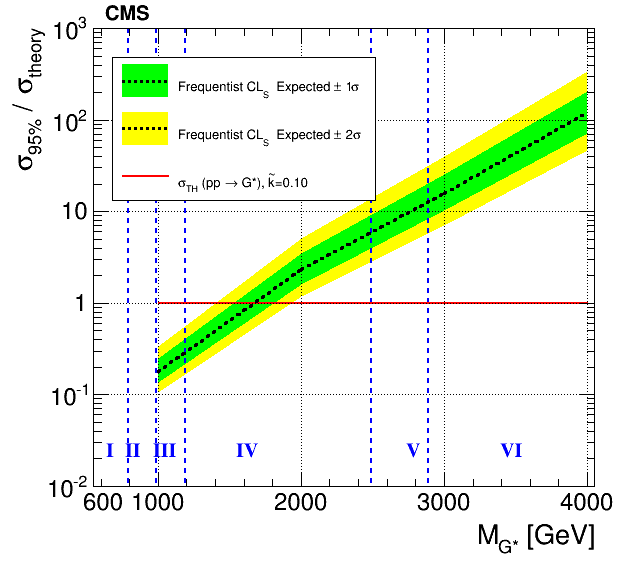 CMS
σ95% / σtheory
10³
10²
10
1
10⁻¹
10⁻²
Frequentist CLS Expected ± 1σ
Frequentist CLS Expected ± 2σ
σTH (pp → G*), k̃=0.10
I II III IV V VI
600 1000 2000 3000 4000
MG* [GeV]